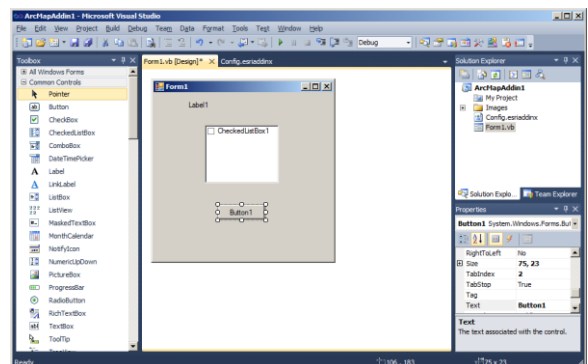 ArcMapAddin1 - Microsoft Visual Studio
File Edit View Project Build Debug Team Data Format Tools Test Window Help
Debug
Toolbox
All Windows Forms
Common Controls
Pointer
Button
CheckBox
CheckedListBox
ComboBox
DateTimePicker
Label
LinkLabel
ListBox
ListView
MaskedTextBox
MonthCalendar
NotifyIcon
NumericUpDown
PictureBox
ProgressBar
RadioButton
RichTextBox
TextBox
ToolTip
Form1.vb [Design]* Config.esriaddinx
Form1
Label1
CheckedListBox1
Button1
Solution Explorer
ArcMapAddin1
My Project
Images
Config.esriaddinx
Form1.vb
Solution Explo... Team Explorer
Properties
Button1 System.Windows.Forms.But
RightToLeft No
Size 75, 23
TabIndex 2
TabStop True
Tag
Text Button1
Text
The text associated with the control.
Ready 106 , 183 75 x 23